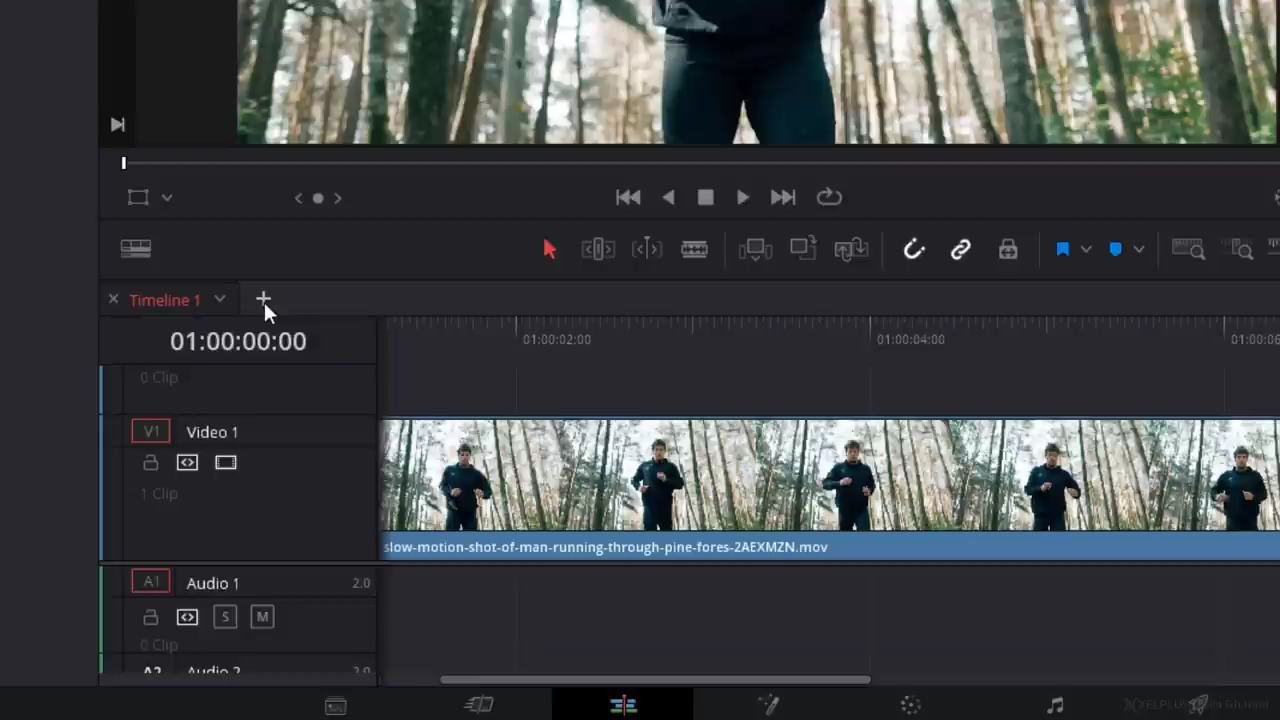 Timeline 1
01:00:00:00
01:00:02:00
01:00:04:00
01:00:06
0 Clip
V1 Video 1
1 Clip
slow-motion-shot-of-man-running-through-pine-fores-2AEXMZN.mov
A1 Audio 1 2.0
S M
0 Clip
A2 Audio 2 2.0